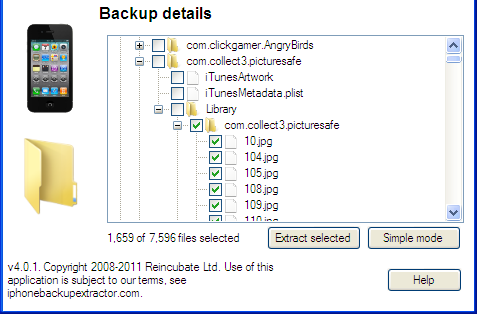 Backup details
com.clickgamer.AngryBirds
com.collect3.picturesafe
iTunesArtwork
iTunesMetadata.plist
Library
com.collect3.picturesafe
10.jpg
104.jpg
105.jpg
108.jpg
109.jpg
110.jpg
1,659 of 7,596 files selected
Extract selected
Simple mode
v4.0.1. Copyright 2008-2011 Reincubate Ltd. Use of this
application is subject to our terms, see
iphonebackupextractor.com.
Help